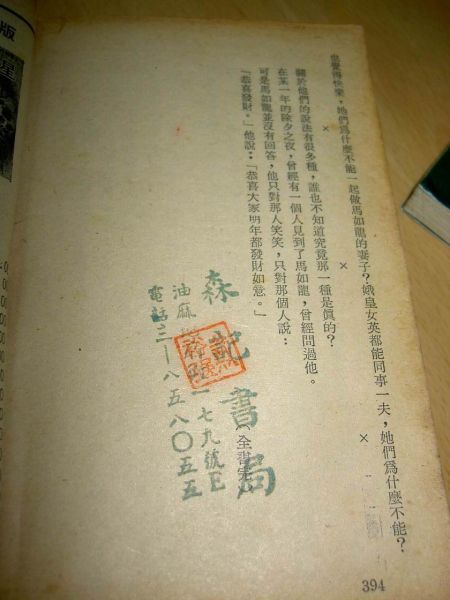 也覺得快樂，她們爲什麼不能一起做馬如龍的妻子？娥皇女英都能同事一夫，她們爲什麼不能？
× × ×
關於他們的說法有很多種，誰也不知道究竟那一種是眞的？
在某一年的除夕之夜，曾經有一個人見到了馬如龍，曾經問過他。
可是馬如龍並沒有回答，他只對那人笑笑，只對那個人說：
「恭喜發財。」他說：「恭喜大家明年都發財如意。」
（全書完）
森記書局
油麻 一七九號E
電話三—八五八〇五五
394
版
星